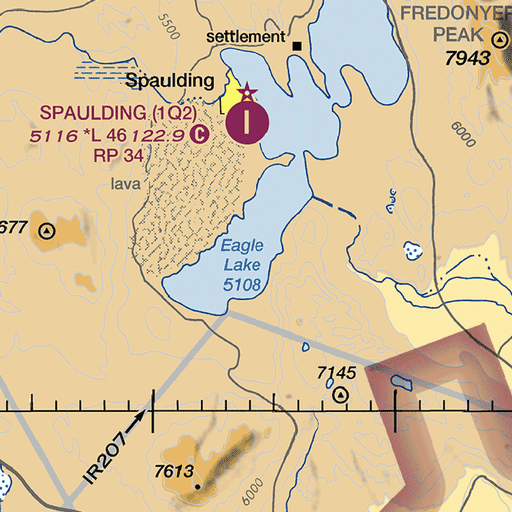 FREDONYER
PEAK
7943
5500
settlement
Spaulding
SPAULDING (1Q2)
5116 *L 46 122.9 C
RP 34
6000
lava
677
Eagle
Lake
5108
7145
IR207
7613
6000